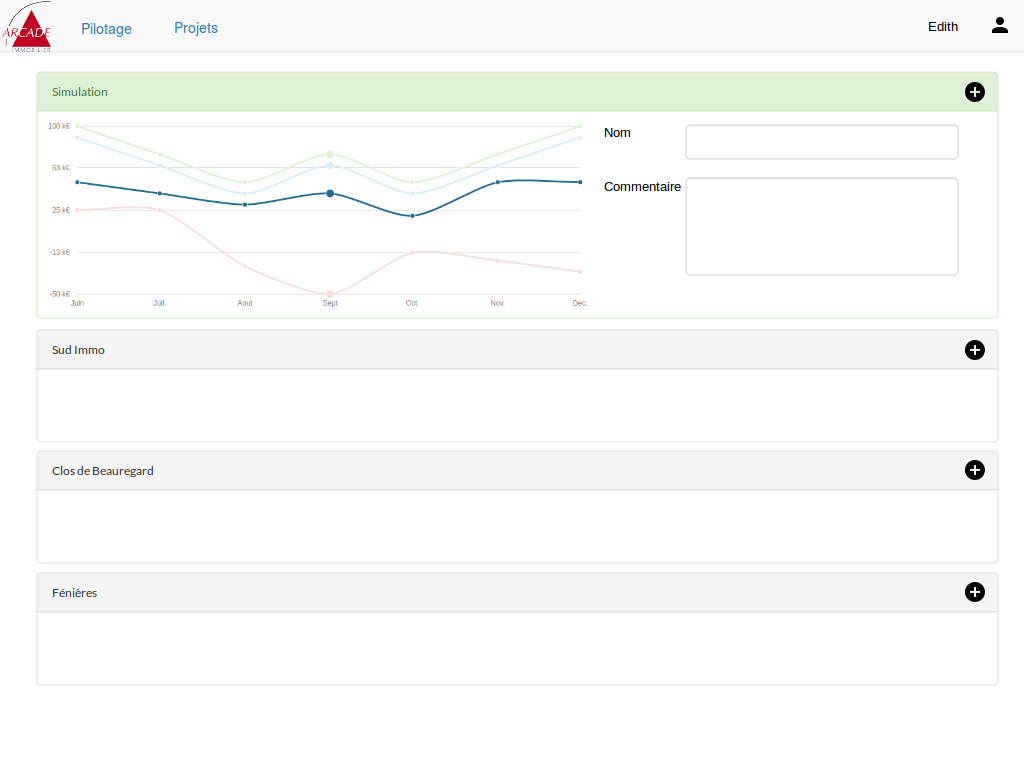 ARCADE
IMMOBILIER
Pilotage
Projets
Edith
Simulation
100 k€
63 k€
25 k€
-13 k€
-50 k€
Juin
Juil.
Aout
Sept
Oct.
Nov.
Dec.
Nom
Commentaire
Sud Immo
Clos de Beauregard
Fénières